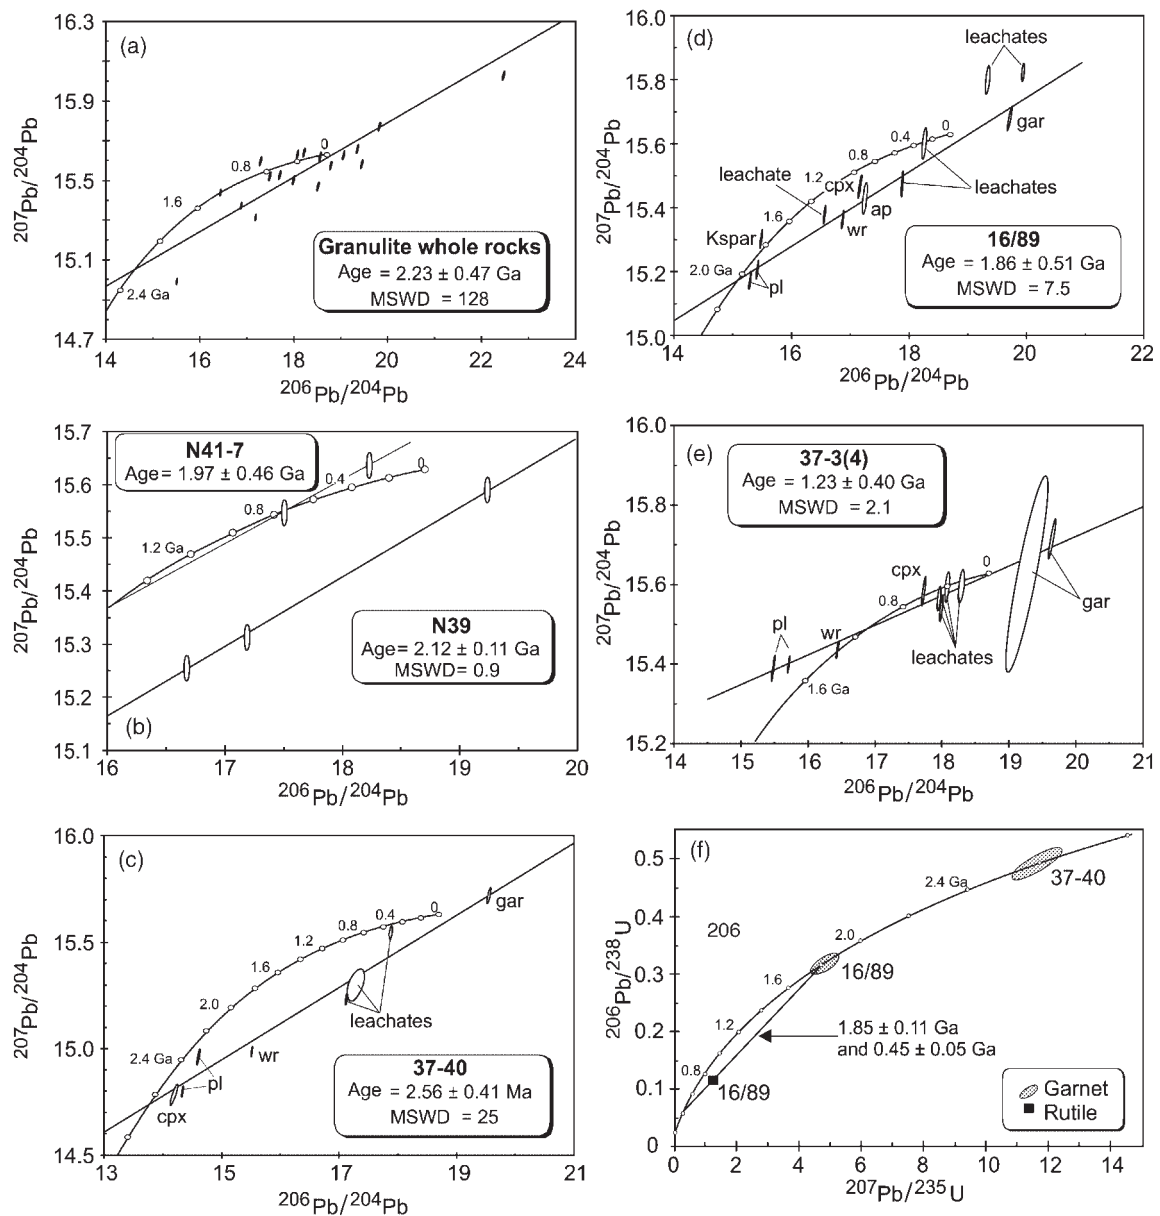 (a)
16.3
15.9
15.5
15.1
14.7
14 16 18 20 22 24
207Pb/204Pb
206Pb/204Pb
0
0.8
1.6
2.4 Ga
Granulite whole rocks
Age = 2.23 ± 0.47 Ga
MSWD = 128
(d)
16.0
15.8
15.6
15.4
15.2
15.0
14 16 18 20 22
207Pb/204Pb
206Pb/204Pb
leachates
gar
0
0.4
0.8
1.2
1.6
2.0 Ga
leachate
cpx
leachates
ap
wr
Kspar
pl
16/89
Age = 1.86 ± 0.51 Ga
MSWD = 7.5
15.7
15.6
15.5
15.4
15.3
15.2
15.1
16 17 18 19 20
207Pb/204Pb
206Pb/204Pb
N41-7
Age = 1.97 ± 0.46 Ga
0
0.4
0.8
1.2 Ga
N39
Age= 2.12 ± 0.11 Ga
MSWD= 0.9
(b)
(e)
16.0
15.8
15.6
15.4
15.2
14 15 16 17 18 19 20 21
207Pb/204Pb
206Pb/204Pb
37-3(4)
Age = 1.23 ± 0.40 Ga
MSWD = 2.1
cpx
0
0.8
gar
pl
wr
leachates
1.6 Ga
(c)
16.0
15.5
15.0
14.5
13 15 17 19 21
207Pb/204Pb
206Pb/204Pb
0
0.4
0.8
1.2
1.6
2.0
2.4 Ga
gar
leachates
wr
pl
cpx
37-40
Age = 2.56 ± 0.41 Ma
MSWD = 25
(f)
0.5
0.4
0.3
0.2
0.1
0
0 2 4 6 8 10 12 14
206Pb/238U
207Pb/235U
37-40
2.4 Ga
206
2.0
16/89
1.6
1.2
0.8
1.85 ± 0.11 Ga
and 0.45 ± 0.05 Ga
16/89
Garnet
Rutile